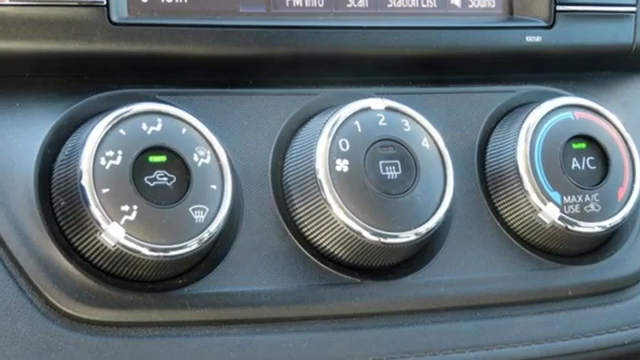 FM Info Scan Station List Sound
0 1 2 3 4
A/C
MAX A/C
USE